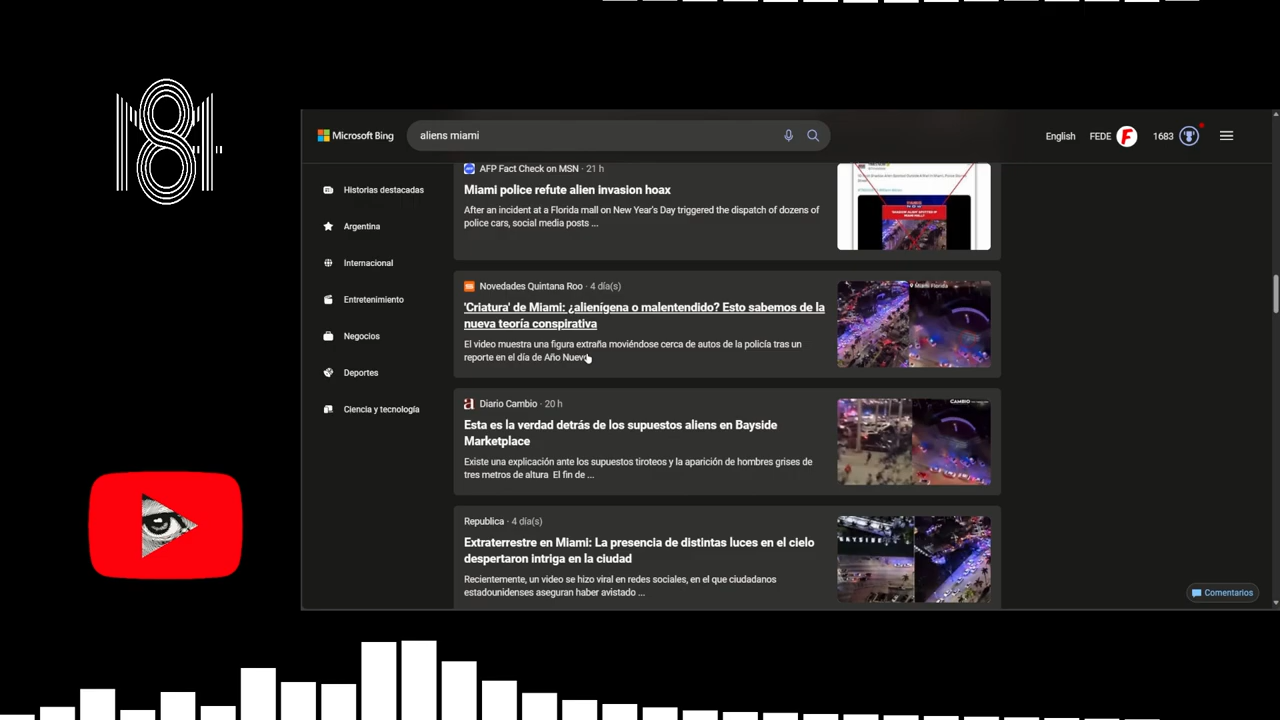 Microsoft Bing
aliens miami
English
FEDE
1683
Historias destacadas
Argentina
Internacional
Entretenimiento
Negocios
Deportes
Ciencia y tecnología
AFP Fact Check on MSN · 21 h
Miami police refute alien invasion hoax
After an incident at a Florida mall on New Year's Day triggered the dispatch of dozens of
police cars, social media posts ...
Novedades Quintana Roo · 4 día(s)
'Criatura' de Miami: ¿alienígena o malentendido? Esto sabemos de la
nueva teoría conspirativa
El video muestra una figura extraña moviéndose cerca de autos de la policía tras un
reporte en el día de Año Nuevo.
Miami Florida
Diario Cambio · 20 h
Esta es la verdad detrás de los supuestos aliens en Bayside
Marketplace
Existe una explicación ante los supuestos tiroteos y la aparición de hombres grises de
tres metros de altura El fin de ...
CAMBIO
Republica · 4 día(s)
Extraterrestre en Miami: La presencia de distintas luces en el cielo
despertaron intriga en la ciudad
Recientemente, un video se hizo viral en redes sociales, en el que ciudadanos
estadounidenses aseguran haber avistado ...
BAYSIDE
Comentarios